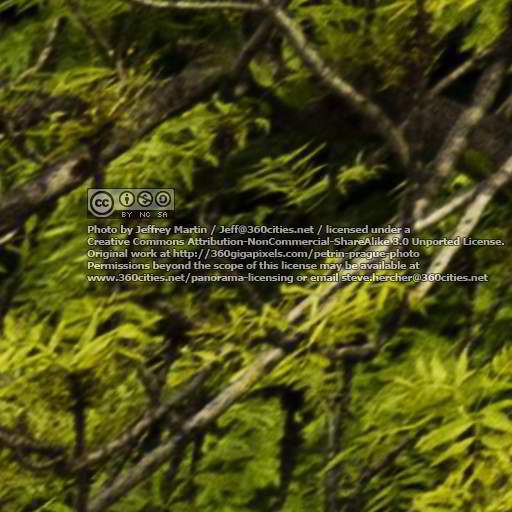 cc
BY NC SA
Photo by Jeffrey Martin / Jeff@360cities.net / licensed under a
Creative Commons Attribution-NonCommercial-ShareAlike 3.0 Unported License.
Original work at http://360gigapixels.com/petrin-prague-photo
Permissions beyond the scope of this license may be available at
www.360cities.net/panorama-licensing or email steve.hercher@360cities.net